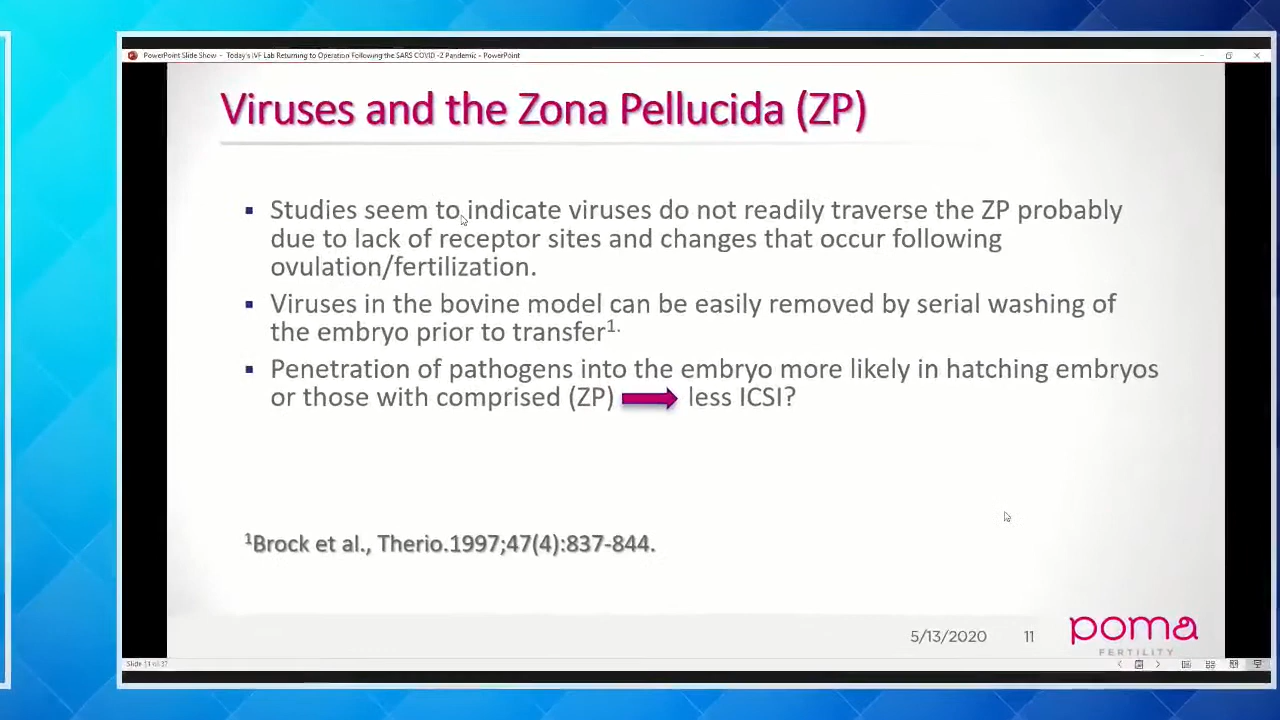 PowerPoint Slide Show - Today's IVF Lab Returning to Operation Following the SARS COVID -2 Pandemic - PowerPoint
Viruses and the Zona Pellucida (ZP)
▪ Studies seem to indicate viruses do not readily traverse the ZP probably
due to lack of receptor sites and changes that occur following
ovulation/fertilization.
▪ Viruses in the bovine model can be easily removed by serial washing of
the embryo prior to transfer1.
▪ Penetration of pathogens into the embryo more likely in hatching embryos
or those with comprised (ZP) less ICSI?
1Brock et al., Therio.1997;47(4):837-844.
5/13/2020 11
poma
FERTILITY
Slide 11 of 37